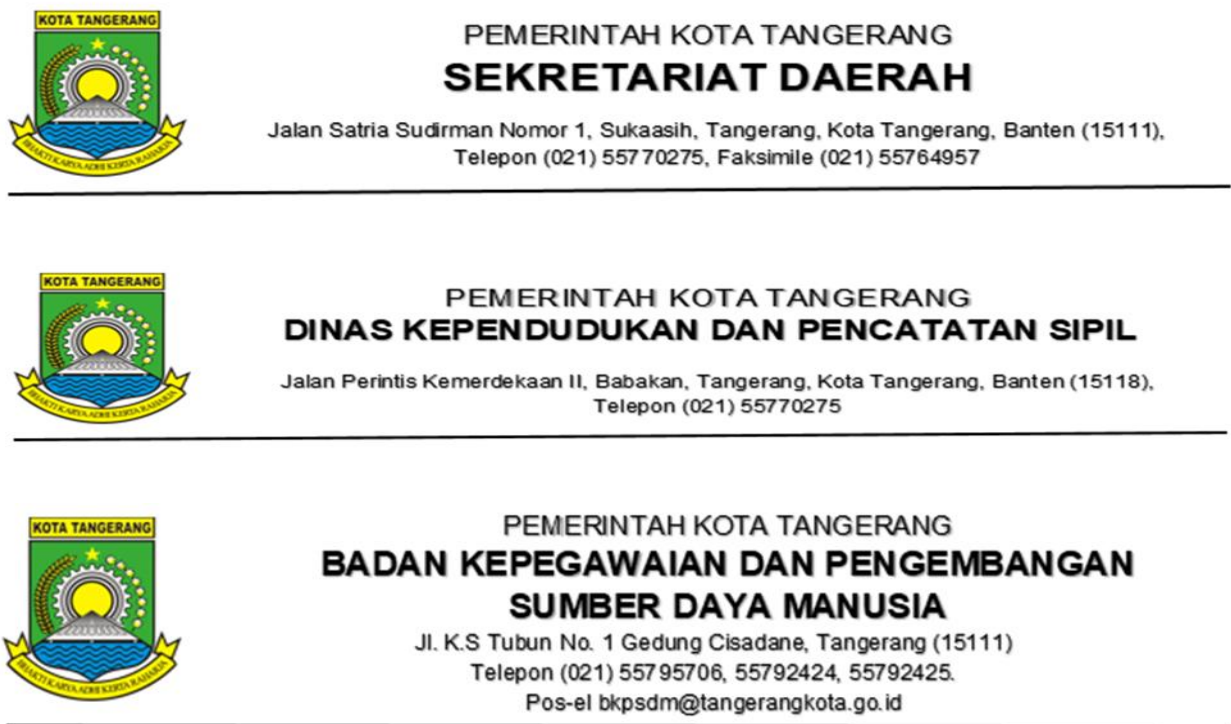 KOTA TANGERANG
PEMERINTAH KOTA TANGERANG
SEKRETARIAT DAERAH
Jalan Satria Sudirman Nomor 1, Sukaasih, Tangerang, Kota Tangerang, Banten (15111),
Telepon (021) 55770275, Faksimile (021) 55764957
BHAKTI KARYA ADHI KERTA RAHARJA
KOTA TANGERANG
PEMERINTAH KOTA TANGERANG
DINAS KEPENDUDUKAN DAN PENCATATAN SIPIL
Jalan Perintis Kemerdekaan II, Babakan, Tangerang, Kota Tangerang, Banten (15118),
Telepon (021) 55770275
BHAKTI KARYA ADHI KERTA RAHARJA
KOTA TANGERANG
PEMERINTAH KOTA TANGERANG
BADAN KEPEGAWAIAN DAN PENGEMBANGAN
SUMBER DAYA MANUSIA
Jl. K.S Tubun No. 1 Gedung Cisadane, Tangerang (15111)
Telepon (021) 55795706, 55792424, 55792425.
Pos-el bkpsdm@tangerangkota.go.id
BHAKTI KARYA ADHI KERTA RAHARJA